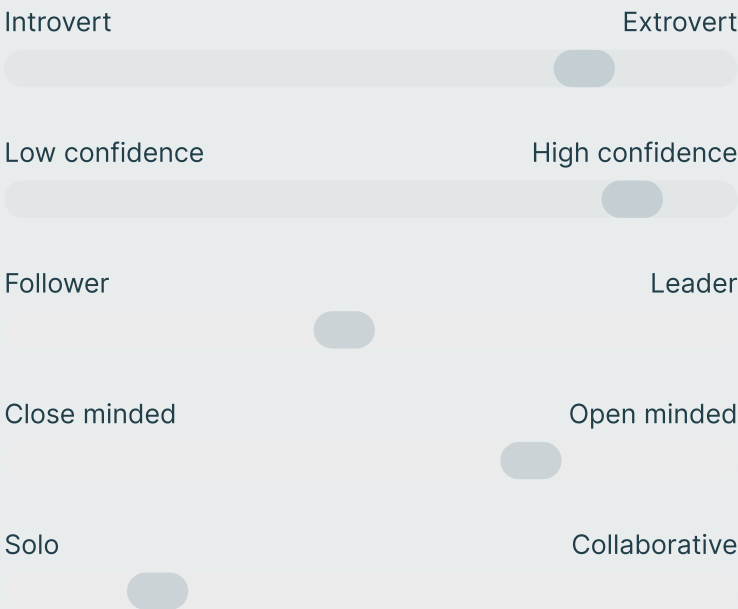 Introvert Extrovert
Low confidence High confidence
Follower Leader
Close minded Open minded
Solo Collaborative